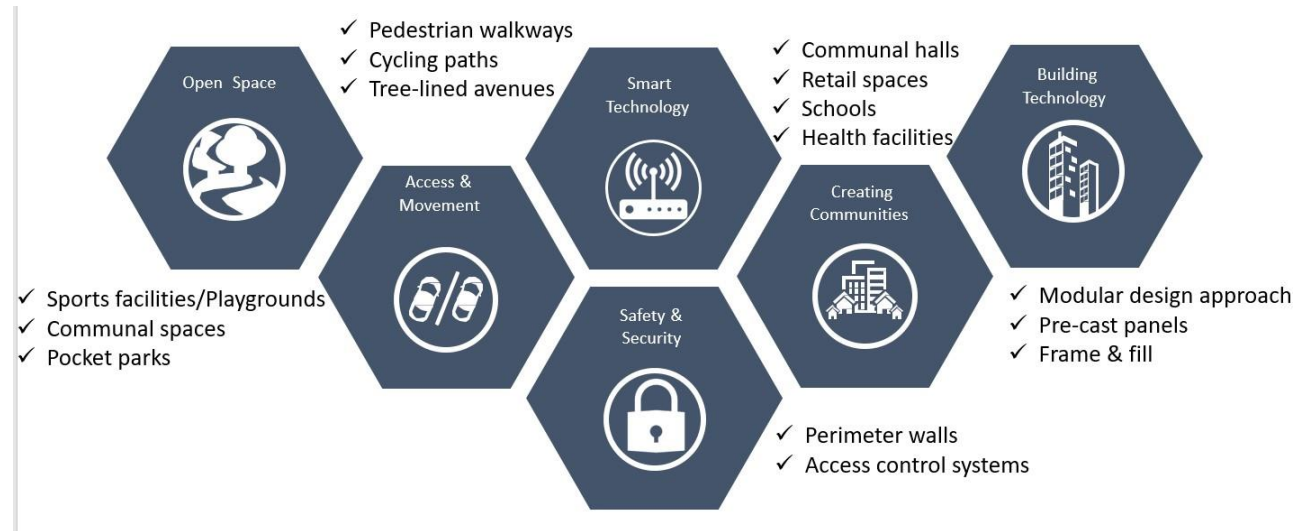 Open Space
✓ Sports facilities/Playgrounds
✓ Communal spaces
✓ Pocket parks
✓ Pedestrian walkways
✓ Cycling paths
✓ Tree-lined avenues
Access &
Movement
Smart
Technology
Safety &
Security
✓ Perimeter walls
✓ Access control systems
✓ Communal halls
✓ Retail spaces
✓ Schools
✓ Health facilities
Creating
Communities
Building
Technology
✓ Modular design approach
✓ Pre-cast panels
✓ Frame & fill